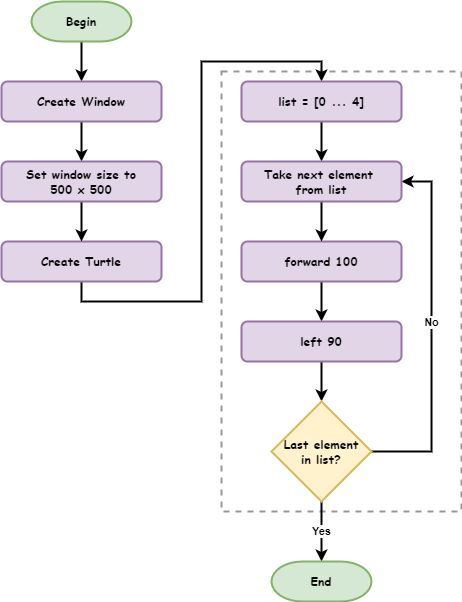 Begin
Create Window
Set window size to
500 x 500
Create Turtle
list = [0 ... 4]
Take next element
from list
forward 100
left 90
No
Last element
in list?
Yes
End